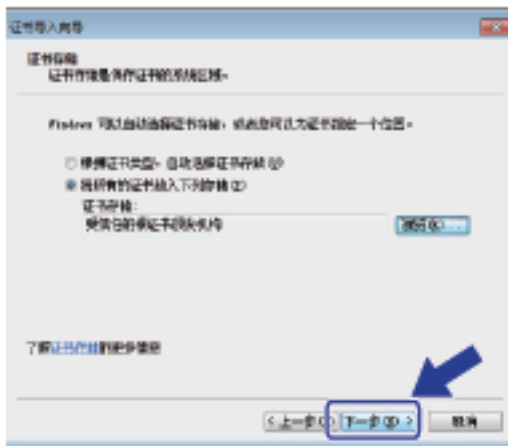 证书导入向导
证书存储
证书存储是保存证书的系统区域。
Windows 可以自动选择证书存储，或者您可以为证书指定一个位置。
根据证书类型，自动选择证书存储(U)
将所有的证书放入下列存储(P)
证书存储:
受信任的根证书颁发机构
浏览(R)...
了解证书存储的更多信息
<上一步(B) 下一步(N) > 取消